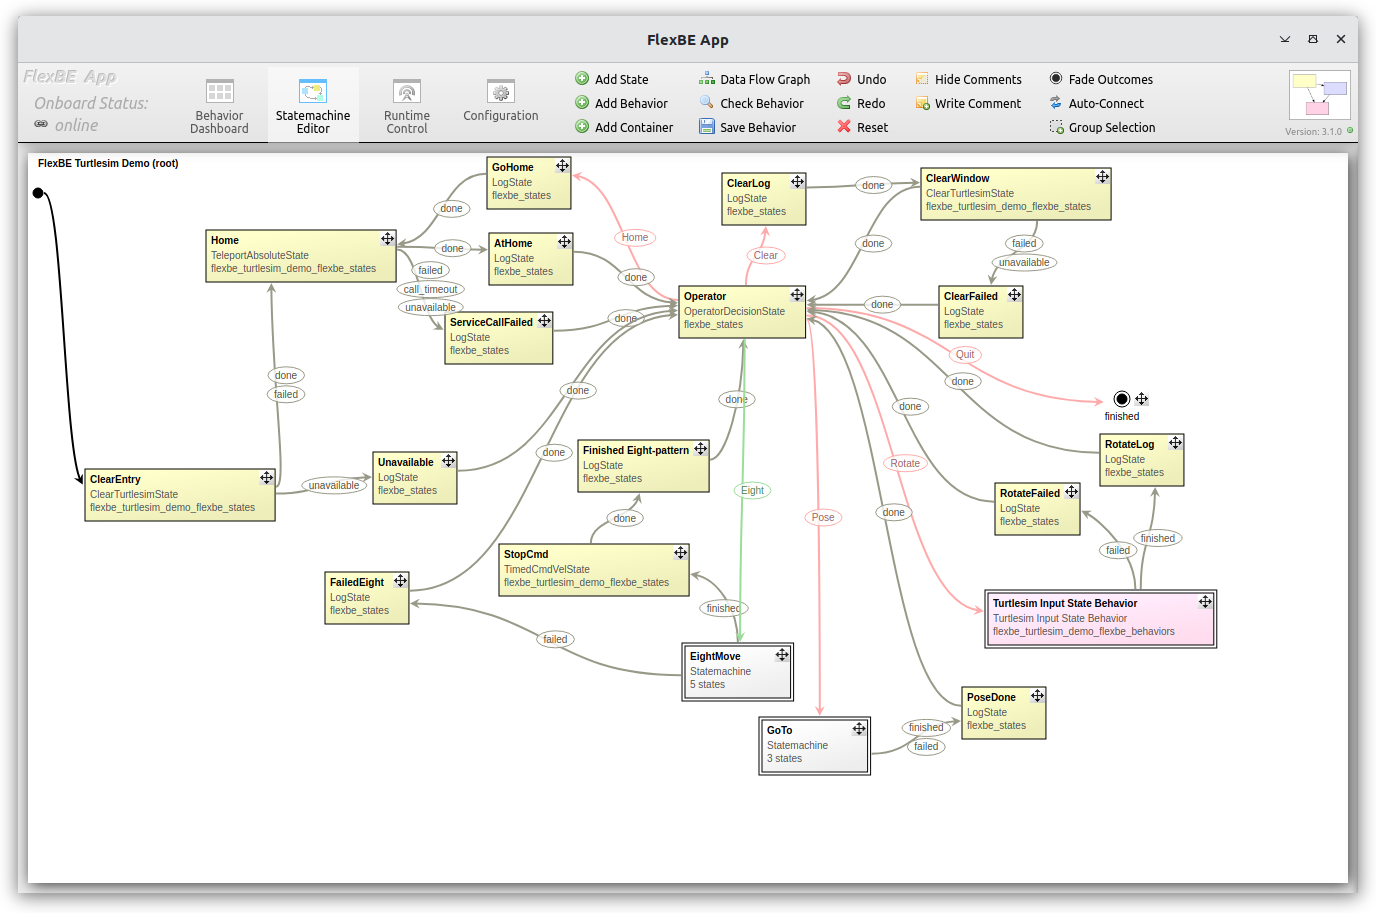 FlexBE App
FlexBE App
Onboard Status:
online
Behavior
Dashboard
Statemachine
Editor
Runtime
Control
Configuration
Add State
Add Behavior
Add Container
Data Flow Graph
Check Behavior
Save Behavior
Undo
Redo
Reset
Hide Comments
Write Comment
Fade Outcomes
Auto-Connect
Group Selection
Version: 3.1.0
FlexBE Turtlesim Demo (root)
GoHome
LogState
flexbe_states
done
Home
Home
TeleportAbsoluteState
flexbe_turtlesim_demo_flexbe_states
done
failed
call_timeout
unavailable
AtHome
LogState
flexbe_states
done
ServiceCallFailed
LogState
flexbe_states
done
ClearLog
LogState
flexbe_states
done
Clear
ClearWindow
ClearTurtlesimState
flexbe_turtlesim_demo_flexbe_states
done
failed
unavailable
ClearFailed
LogState
flexbe_states
done
Operator
OperatorDecisionState
flexbe_states
Quit
finished
done
failed
ClearEntry
ClearTurtlesimState
flexbe_turtlesim_demo_flexbe_states
unavailable
Unavailable
LogState
flexbe_states
done
done
Finished Eight-pattern
LogState
flexbe_states
done
done
StopCmd
TimedCmdVelState
flexbe_turtlesim_demo_flexbe_states
finished
FailedEight
LogState
flexbe_states
failed
Eight
EightMove
Statemachine
5 states
Pose
GoTo
Statemachine
3 states
finished
failed
PoseDone
LogState
flexbe_states
done
Rotate
done
done
RotateLog
LogState
flexbe_states
RotateFailed
LogState
flexbe_states
failed
finished
Turtlesim Input State Behavior
Turtlesim Input State Behavior
flexbe_turtlesim_demo_flexbe_behaviors